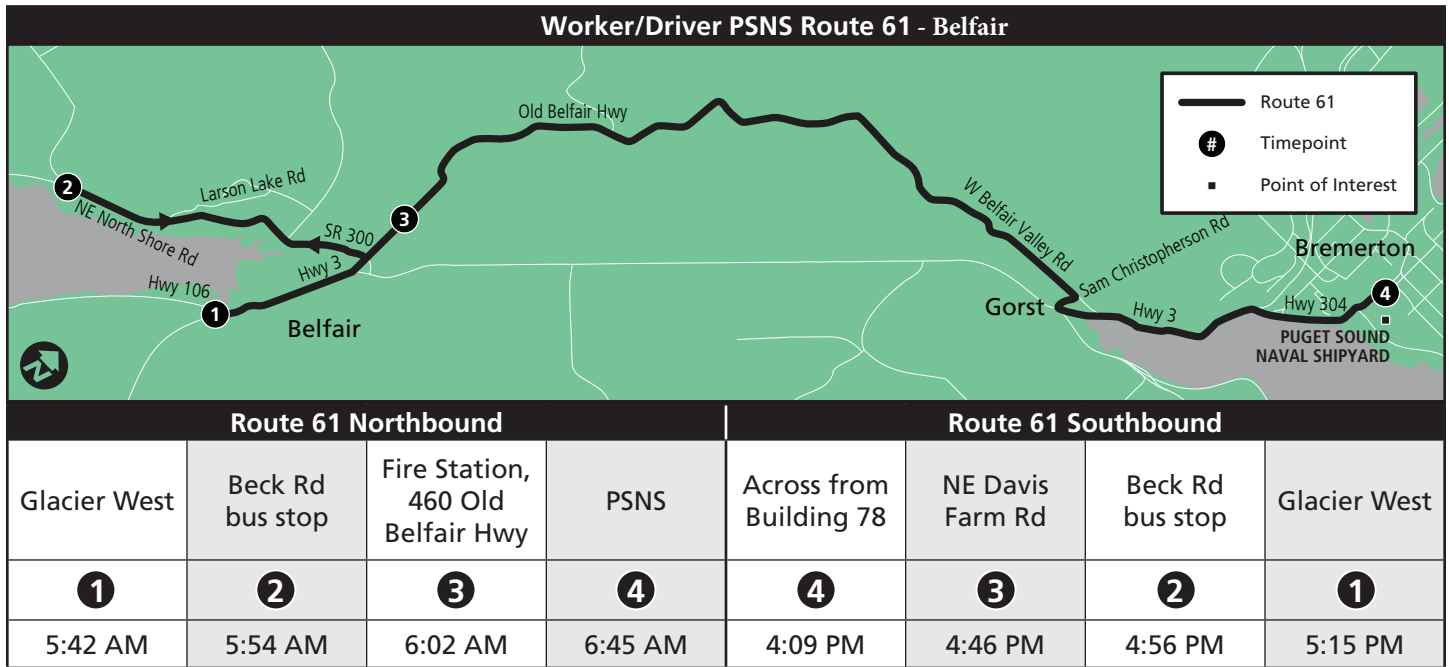 Worker/Driver PSNS Route 61 - Belfair
Route 61
#
Timepoint
Point of Interest
Old Belfair Hwy
2
Larson Lake Rd
NE North Shore Rd
3
SR 300
Hwy 3
Hwy 106
1
Belfair
W Belfair Valley Rd
Sam Christopherson Rd
Bremerton
Gorst
Hwy 3
Hwy 304
4
PUGET SOUND
NAVAL SHIPYARD
N
Route 61 Northbound
Route 61 Southbound
Glacier West
Beck Rd
bus stop
Fire Station,
460 Old
Belfair Hwy
PSNS
Across from
Building 78
NE Davis
Farm Rd
Beck Rd
bus stop
Glacier West
1 2 3 4 4 3 2 1
5:42 AM 5:54 AM 6:02 AM 6:45 AM 4:09 PM 4:46 PM 4:56 PM 5:15 PM